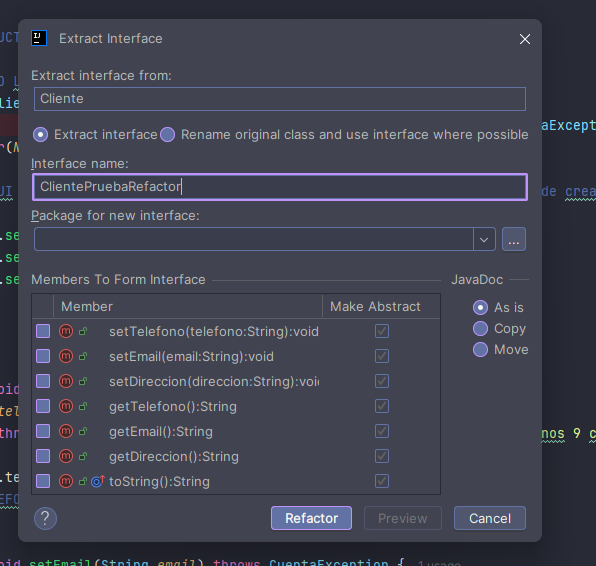 Extract Interface
Extract interface from:
Cliente
Extract interface Rename original class and use interface where possible
Interface name:
ClientePruebaRefactor
Package for new interface:
...
Members To Form Interface
JavaDoc
Member Make Abstract
setTelefono(telefono:String):void
setEmail(email:String):void
setDireccion(direccion:String):void
getTelefono():String
getEmail():String
getDireccion():String
toString():String
As is
Copy
Move
? Refactor Preview Cancel
setEmail(String email) throws CuentaException { 1 usage